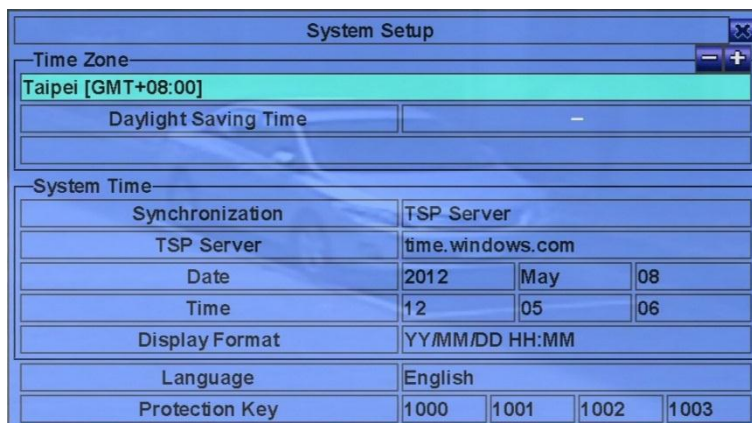 System Setup
Time Zone
Taipei [GMT+08:00]
Daylight Saving Time –
System Time
Synchronization TSP Server
TSP Server time.windows.com
Date 2012 May 08
Time 12 05 06
Display Format YY/MM/DD HH:MM
Language English
Protection Key 1000 1001 1002 1003